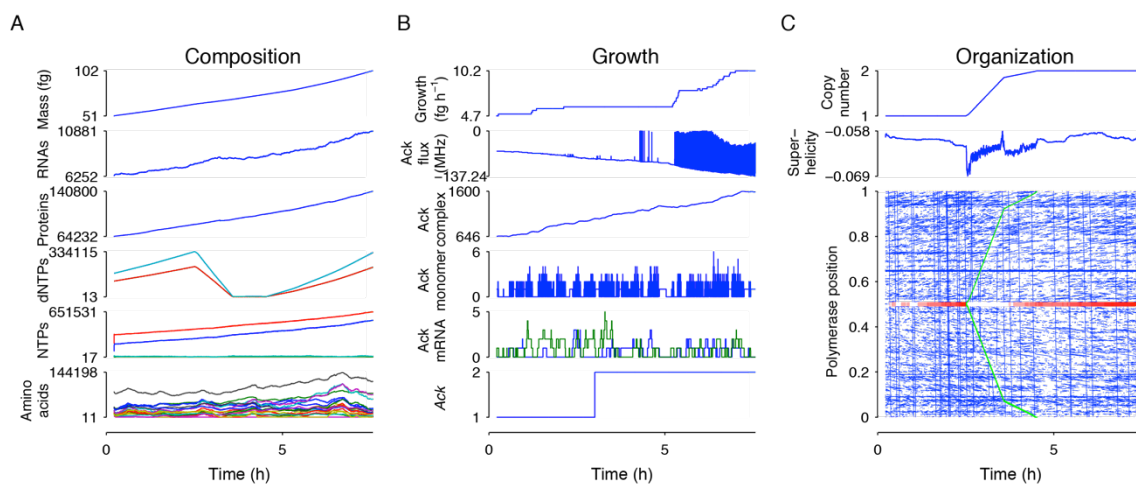 A
Composition
102
Mass (fg)
51
10881
RNAs
6252
140800
Proteins
64232
334115
dNTPs
13
651531
NTPs
17
144198
Amino
acids
11
5
Time (h)
B
Growth
10.2
Growth
(fg h⁻¹)
4.7
0
Ack
flux
(MHz)
137.24
1600
Ack
complex
646
6
Ack
monomer
0
5
Ack
mRNA
0
2
Ack
1
0
5
Time (h)
C
Organization
2
Copy
number
1
−0.058
Super−
helicity
−0.069
1
0.8
0.6
0.4
0.2
0
Polymerase position
0
5
Time (h)